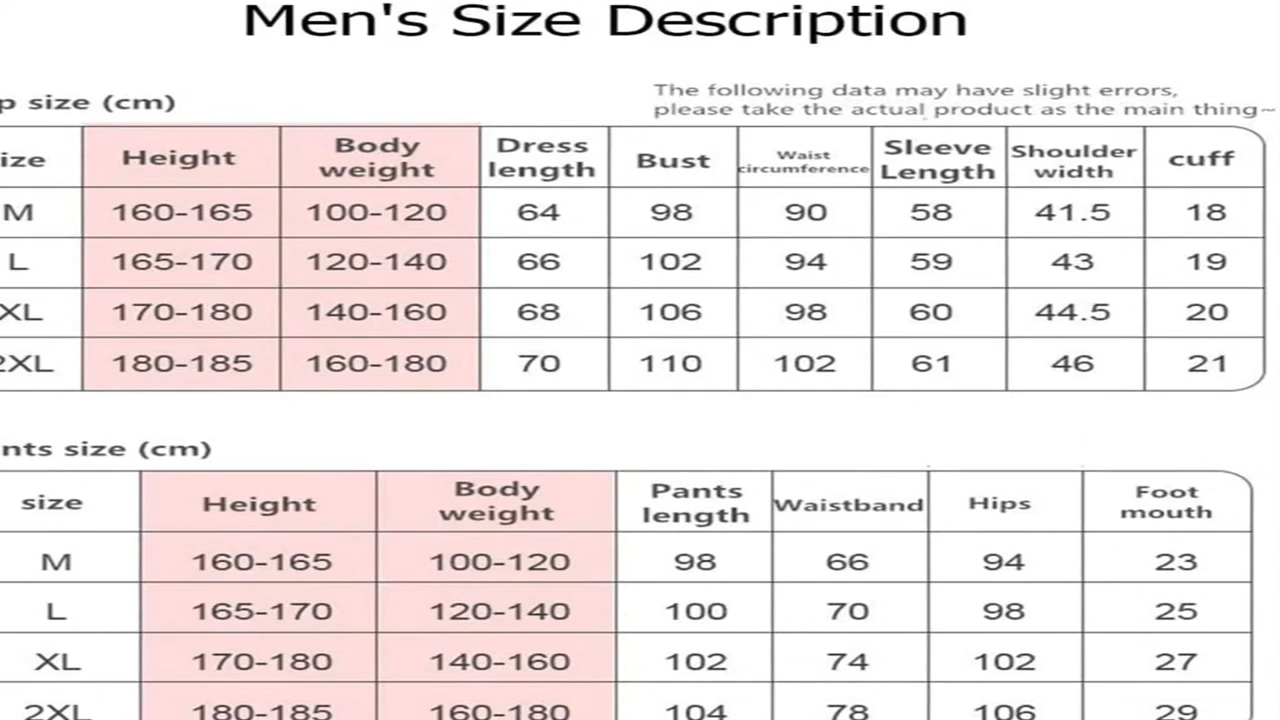 Men's Size Description
p size (cm)
The following data may have slight errors,
please take the actual product as the main thing~
ize Height Body weight Dress length Bust Waist circumference Sleeve Length Shoulder width cuff
M 160-165 100-120 64 98 90 58 41.5 18
L 165-170 120-140 66 102 94 59 43 19
XL 170-180 140-160 68 106 98 60 44.5 20
2XL 180-185 160-180 70 110 102 61 46 21
nts size (cm)
size Height Body weight Pants length Waistband Hips Foot mouth
M 160-165 100-120 98 66 94 23
L 165-170 120-140 100 70 98 25
XL 170-180 140-160 102 74 102 27
2XL 180-185 160-180 104 78 106 29